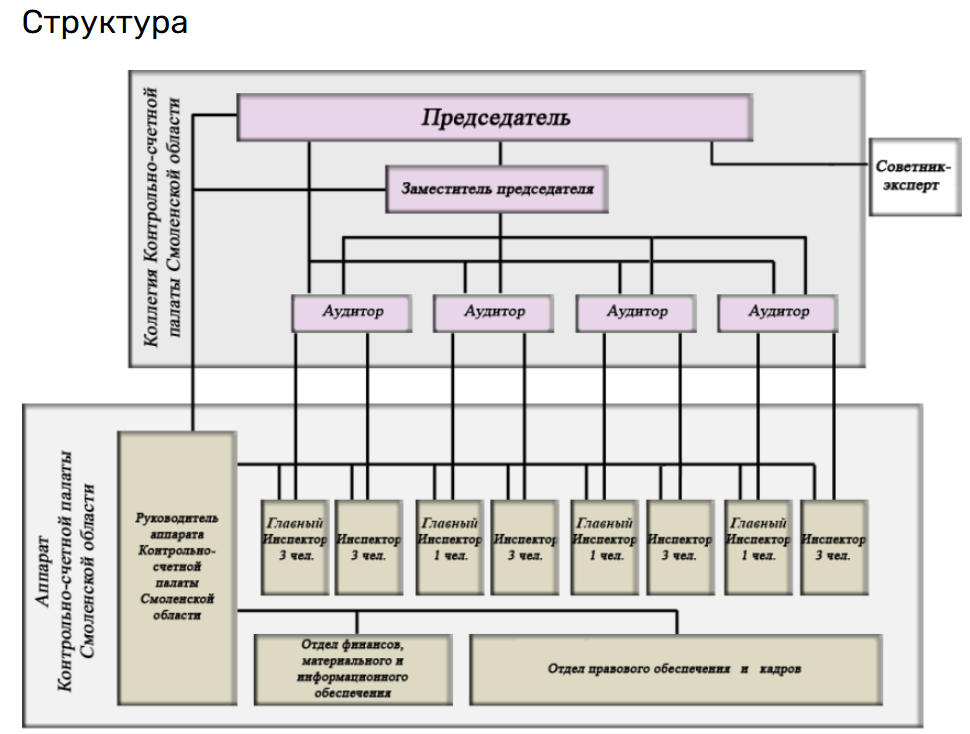 Структура
Коллегия Контрольно-счетной
палаты Смоленской области
Председатель
Советник-
эксперт
Заместитель председателя
Аудитор
Аудитор
Аудитор
Аудитор
Аппарат
Контрольно-счетной палаты
Смоленской области
Руководитель
аппарата
Контрольно-
счетной
палаты
Смоленской
области
Главный
Инспектор
3 чел.
Инспектор
3 чел.
Главный
Инспектор
1 чел.
Инспектор
3 чел.
Главный
Инспектор
1 чел.
Инспектор
3 чел.
Главный
Инспектор
1 чел.
Инспектор
3 чел.
Отдел финансов,
материального и
информационного
обеспечения
Отдел правового обеспечения и кадров